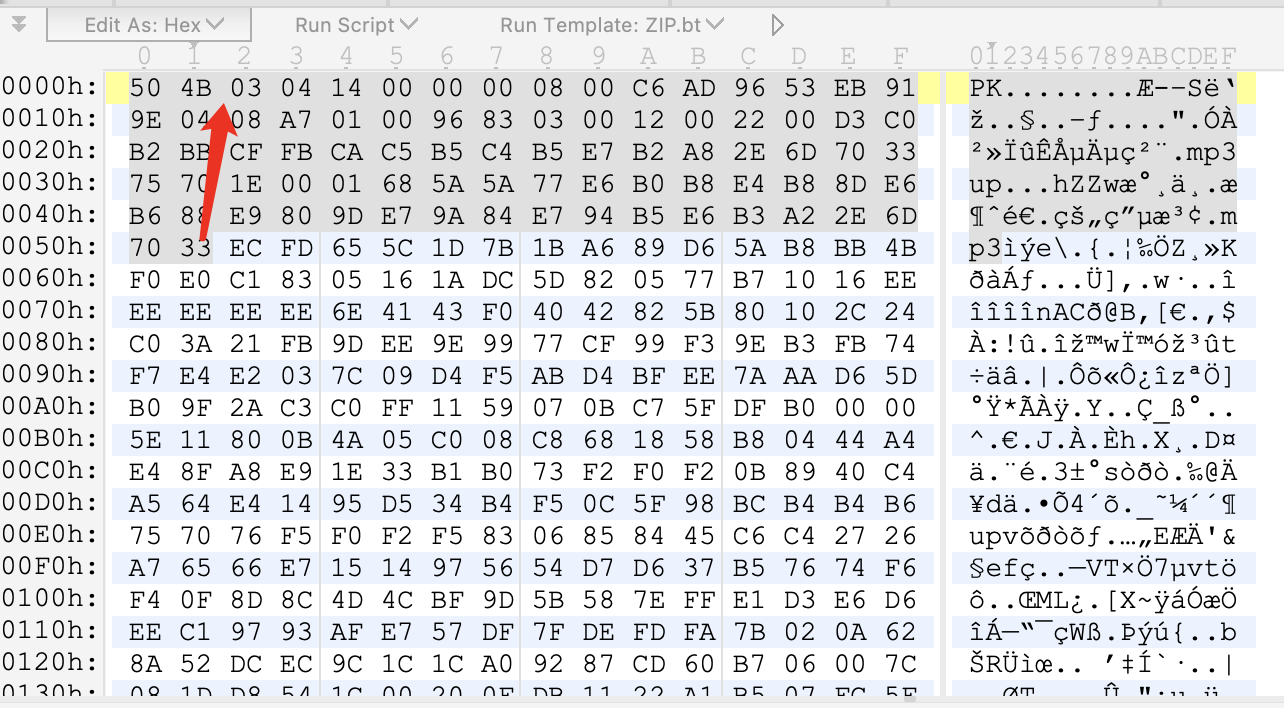 Edit As: Hex Run Script Run Template: ZIP.bt
0 1 2 3 4 5 6 7 8 9 A B C D E F 0123456789ABCDEF
0000h: 50 4B 03 04 14 00 00 00 08 00 C6 AD 96 53 EB 91 PK........Æ-–Së‘
0010h: 9E 04 08 A7 01 00 96 83 03 00 12 00 22 00 D3 C0 ž..§..–ƒ....".ÓÀ
0020h: B2 BB CF FB CA C5 B5 C4 B5 E7 B2 A8 2E 6D 70 33 ²»ÏûÊÅµÄµç²¨.mp3
0030h: 75 70 1E 00 01 68 5A 5A 77 E6 B0 B8 E4 B8 8D E6 up...hZZwæ°¸ä¸.æ
0040h: B6 88 E9 80 9D E7 9A 84 E7 94 B5 E6 B3 A2 2E 6D ¶ˆé€.çš„ç”µæ³¢.m
0050h: 70 33 EC FD 65 5C 1D 7B 1B A6 89 D6 5A B8 BB 4B p3ìýe\.{.¦‰ÖZ¸»K
0060h: F0 E0 C1 83 05 16 1A DC 5D 82 05 77 B7 10 16 EE ðàÁƒ...Ü]‚.w·..î
0070h: EE EE EE EE 6E 41 43 F0 40 42 82 5B 80 10 2C 24 îîîînACð@B‚[€.,$
0080h: C0 3A 21 FB 9D EE 9E 99 77 CF 99 F3 9E B3 FB 74 À:!û.îž™wÏ™óž³ût
0090h: F7 E4 E2 03 7C 09 D4 F5 AB D4 BF EE 7A AA D6 5D ÷äâ.|.Ôõ«Ô¿îzªÖ]
00A0h: B0 9F 2A C3 C0 FF 11 59 07 0B C7 5F DF B0 00 00 °Ÿ*ÃÀÿ.Y..Ç_ß°..
00B0h: 5E 11 80 0B 4A 05 C0 08 C8 68 18 58 B8 04 44 A4 ^.€.J.À.Èh.X¸.D¤
00C0h: E4 8F A8 E9 1E 33 B1 B0 73 F2 F0 F2 0B 89 40 C4 ä.¨é.3±°sòðò.‰@Ä
00D0h: A5 64 E4 14 95 D5 34 B4 F5 0C 5F 98 BC B4 B4 B6 ¥dä.•Õ4´õ._˜¼´´¶
00E0h: 75 70 76 F5 F0 F2 F5 83 06 85 84 45 C6 C4 27 26 upvõðòõƒ.…„EÆÄ'&
00F0h: A7 65 66 E7 15 14 97 56 54 D7 D6 37 B5 76 74 F6 §efç..—VT×Ö7µvtö
0100h: F4 0F 8D 8C 4D 4C BF 9D 5B 58 7E FF E1 D3 E6 D6 ô..ŒML¿.[X~ÿáÓæÖ
0110h: EE C1 97 93 AF E7 57 DF 7F DE FD FA 7B 02 0A 62 îÁ—“¯çWß.Þýú{..b
0120h: 8A 52 DC EC 9C 1C 1C A0 92 87 CD 60 B7 06 00 7C ŠRÜìœ.. ’‡Í`·..|
0130h: 08 1D D8 54 1C 00 20 0F DB 11 22 A1 B5 07 FC 5F